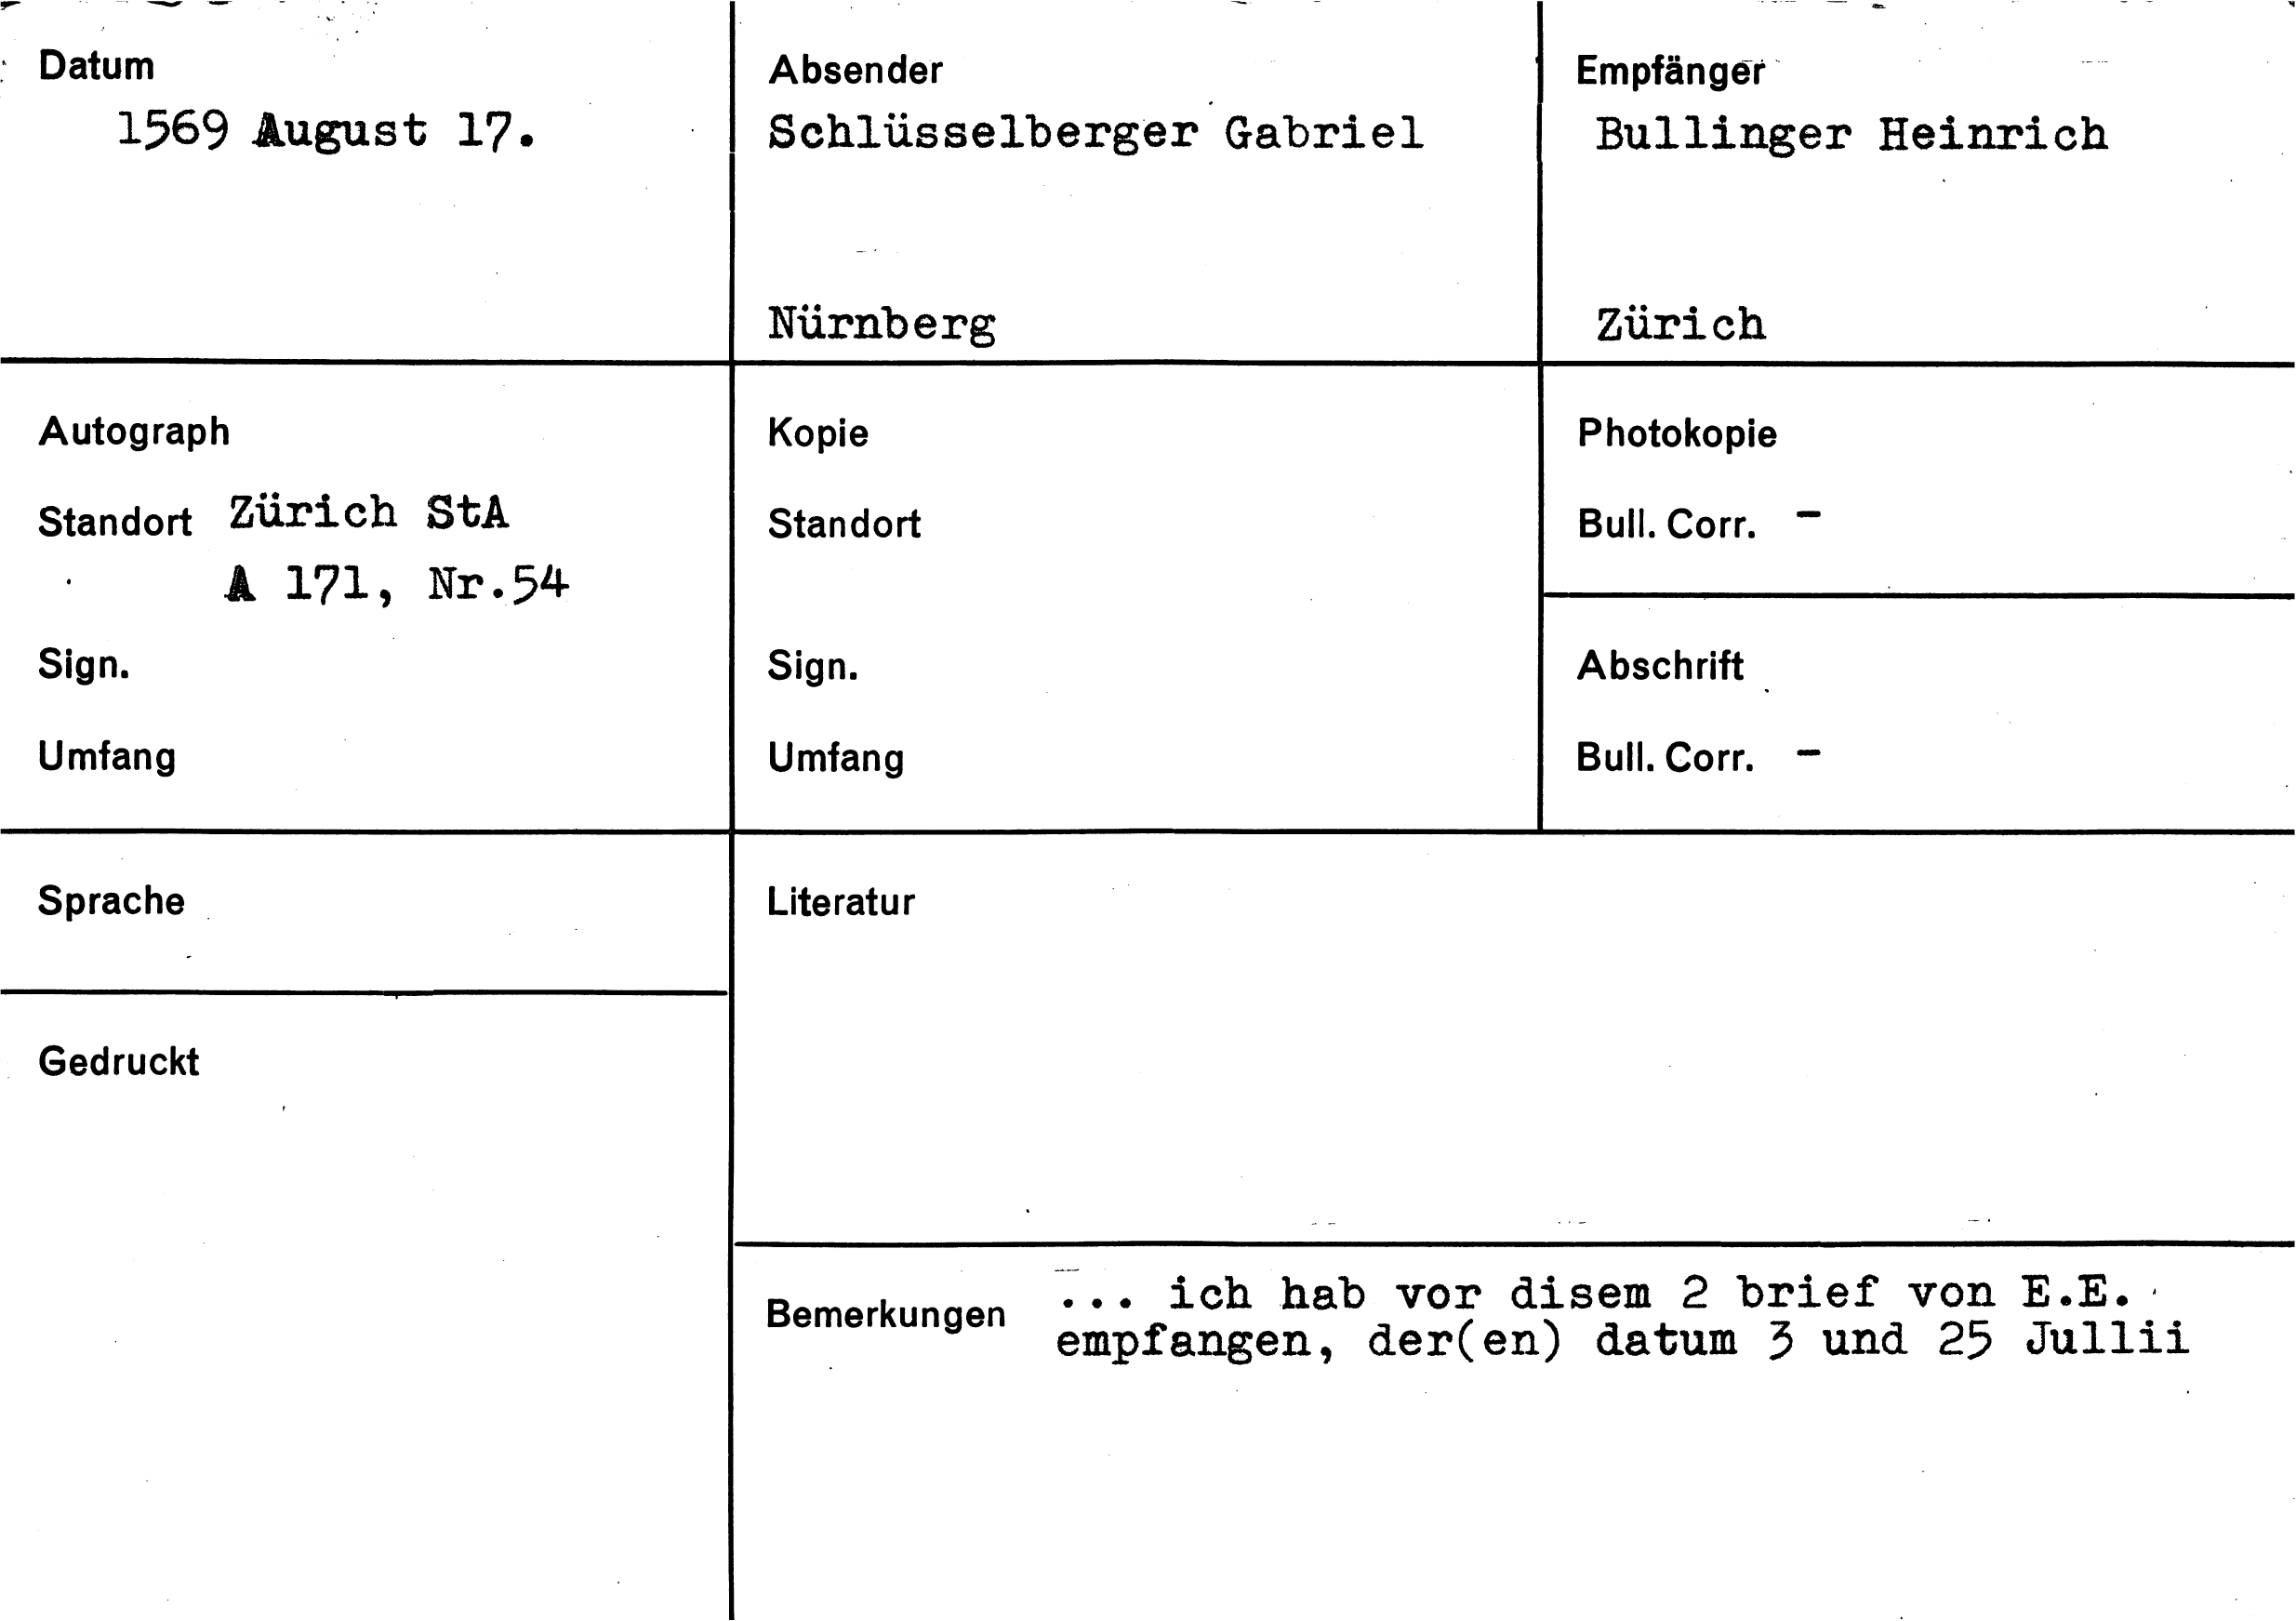 Datum
1569 August 17.
Absender
Schlüsselberger Gabriel
Nürnberg
Empfänger
Bullinger Heinrich
Zürich
Autograph
Standort Zürich StA
A 171, Nr.54
Sign.
Umfang
Kopie
Standort
Sign.
Umfang
Photokopie
Bull. Corr. -
Abschrift
Bull. Corr. -
Sprache
Gedruckt
Literatur
Bemerkungen ... ich hab vor disem 2 brief von E.E.
empfangen, der(en) datum 3 und 25 Jullii